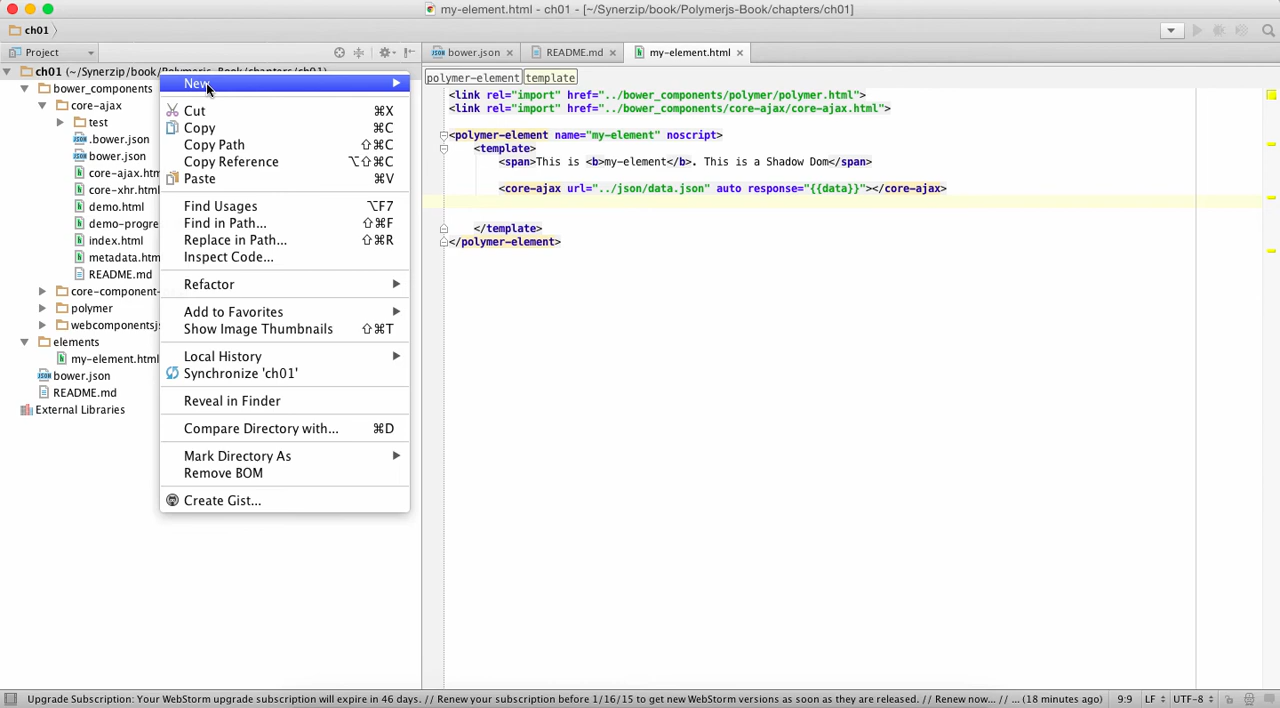 my-element.html - ch01 - [~/Synerzip/book/Polymerjs-Book/chapters/ch01]
ch01
Project
bower.json
README.md
my-element.html
ch01 (~/Synerzip/book/Polymerjs-Book/chapters/ch01)
bower_components
core-ajax
test
.bower.json
bower.json
core-ajax.htm
core-xhr.html
demo.html
demo-progre
index.html
metadata.htm
README.md
core-component-
polymer
webcomponentsjs
elements
my-element.html
bower.json
README.md
External Libraries
New
Cut ⌘X
Copy ⌘C
Copy Path ⇧⌘C
Copy Reference ⌥⇧⌘C
Paste ⌘V
Find Usages ⌥F7
Find in Path... ⇧⌘F
Replace in Path... ⇧⌘R
Inspect Code...
Refactor
Add to Favorites
Show Image Thumbnails ⇧⌘T
Local History
Synchronize 'ch01'
Reveal in Finder
Compare Directory with... ⌘D
Mark Directory As
Remove BOM
Create Gist...
polymer-element template
<link rel="import" href="../bower_components/polymer/polymer.html">
<link rel="import" href="../bower_components/core-ajax/core-ajax.html">
<polymer-element name="my-element" noscript>
<template>
<span>This is <b>my-element</b>. This is a Shadow Dom</span>
<core-ajax url="../json/data.json" auto response="{{data}}"></core-ajax>
</template>
</polymer-element>
Upgrade Subscription: Your WebStorm upgrade subscription will expire in 46 days. // Renew your subscription before 1/16/15 to get new WebStorm versions as soon as they are released. // Renew now... // ... (18 minutes ago) 9:9 LF UTF-8